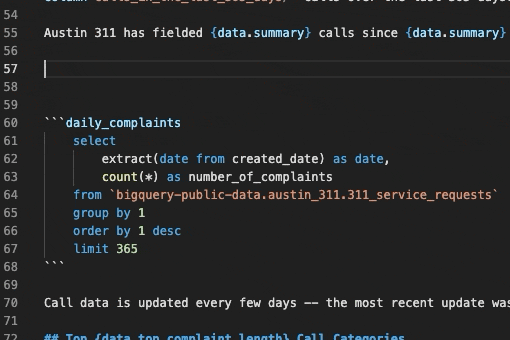 54
55 Austin 311 has fielded {data.summary} calls since {data.summary}
56
57
58
59
60 ```daily_complaints
61 select
62 extract(date from created_date) as date,
63 count(*) as number_of_complaints
64 from `bigquery-public-data.austin_311.311_service_requests`
65 group by 1
66 order by 1 desc
67 limit 365
68 ```
69
70 Call data is updated every few days -- the most recent update was
71
72 ## Top {data.top_complaint_length} Call Categories